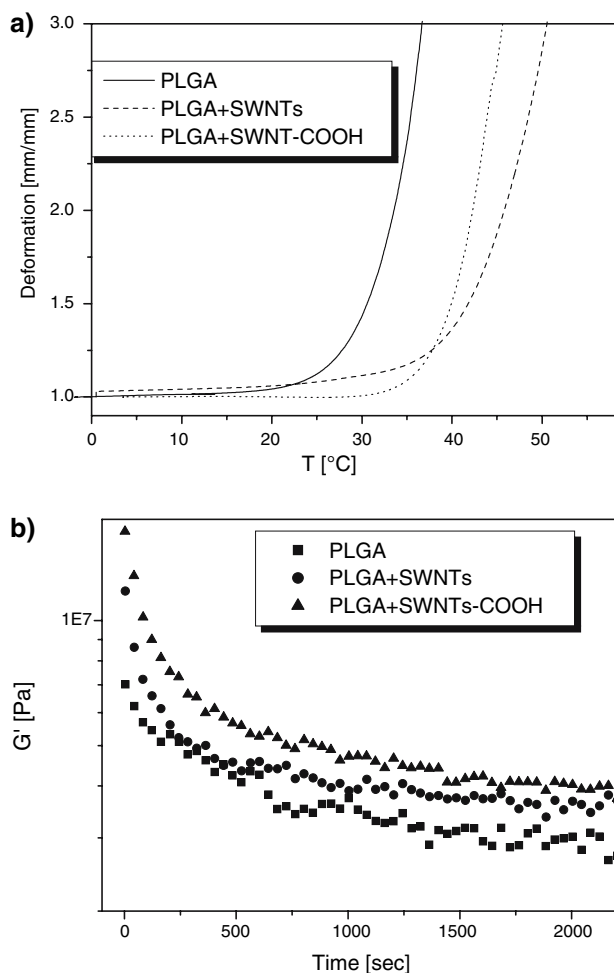 a)
3.0
2.5
2.0
1.5
1.0
Deformation [mm/mm]
PLGA
PLGA+SWNTs
PLGA+SWNT-COOH
0
10
20
30
40
50
T [°C]
b)
PLGA
PLGA+SWNTs
PLGA+SWNTs-COOH
1E7
G' [Pa]
0
500
1000
1500
2000
Time [sec]